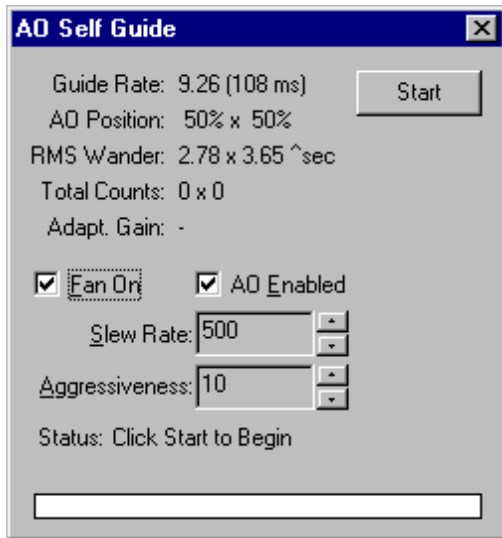 AO Self Guide
Guide Rate: 9.26 (108 ms)
Start
AO Position: 50% x 50%
RMS Wander: 2.78 x 3.65 ^sec
Total Counts: 0 x 0
Adapt. Gain: -
Fan On AO Enabled
Slew Rate: 500
Aggressiveness: 10
Status: Click Start to Begin